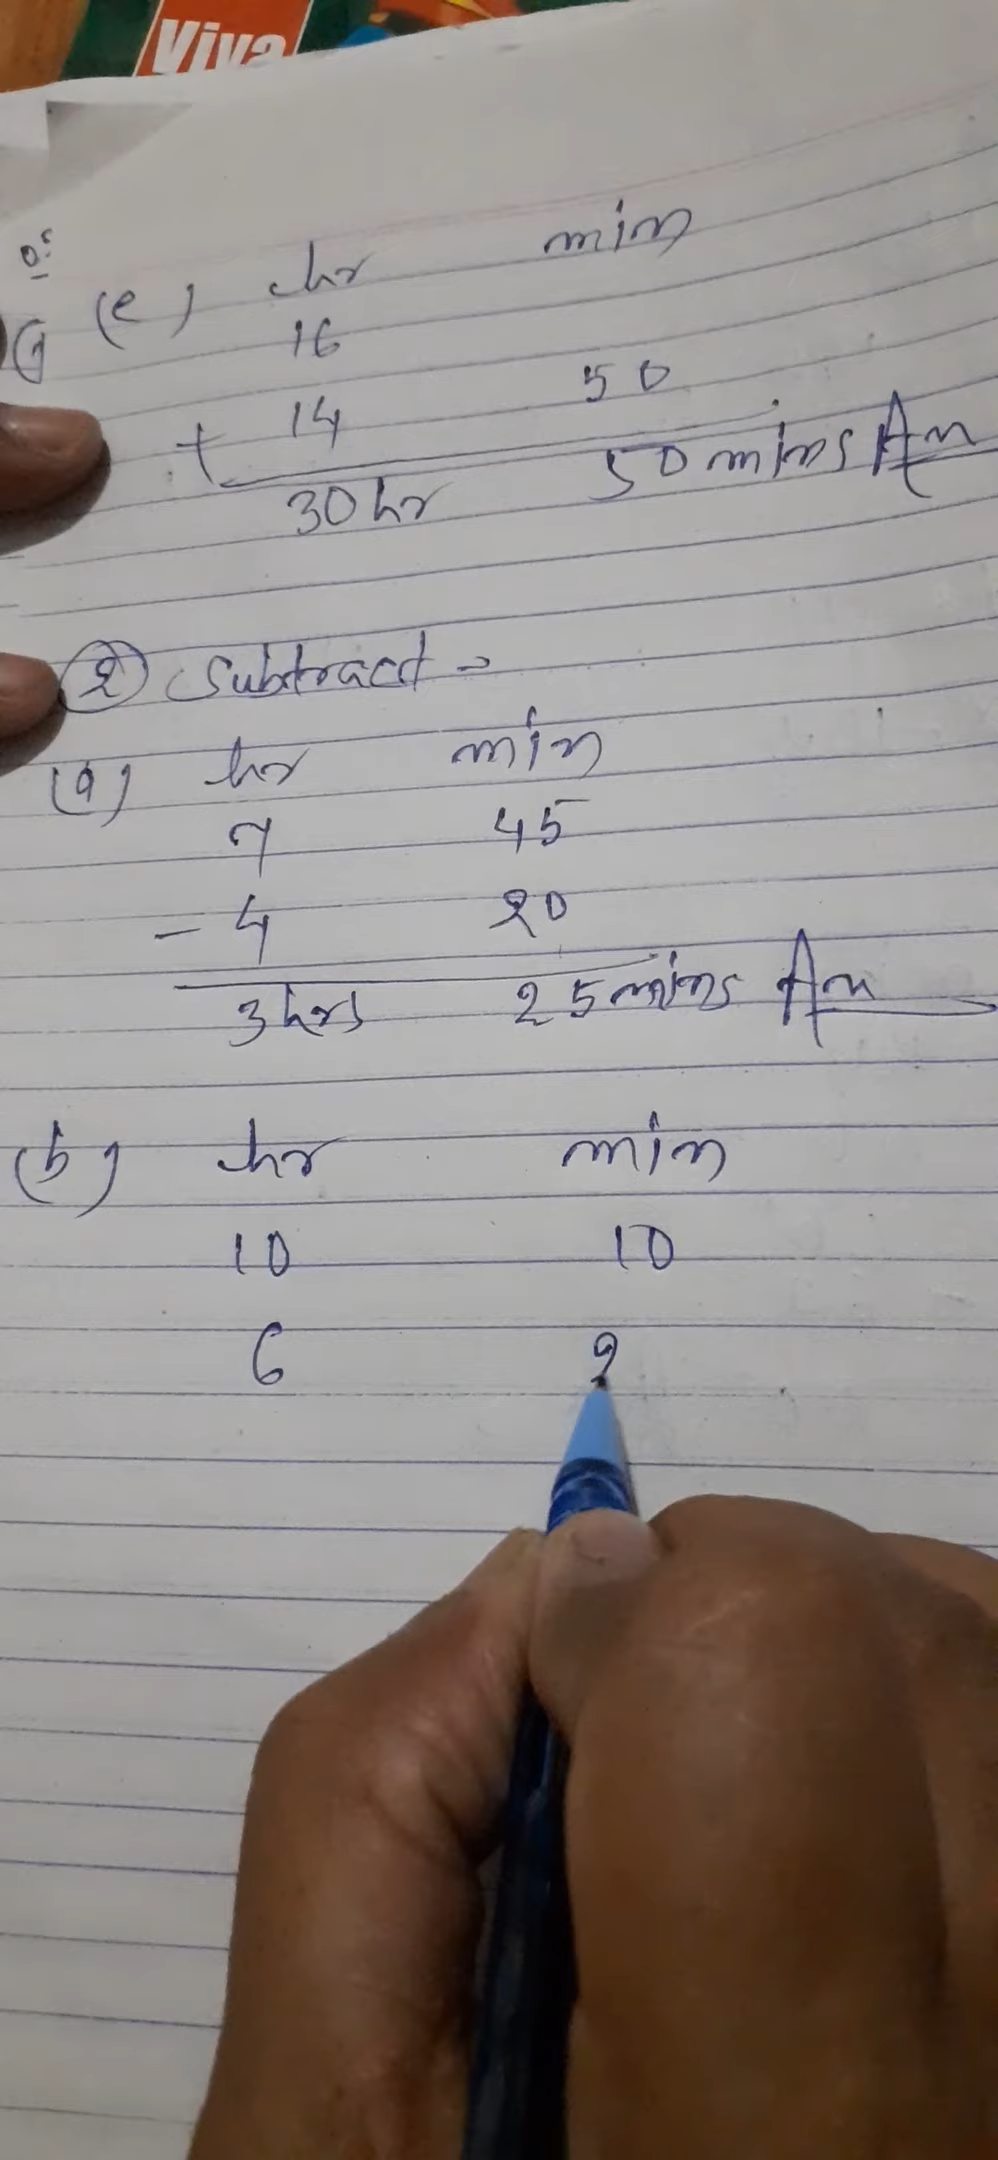 Viva
(e) hr min
16
+ 14 50
30 hr 50 mins Ans
(2) Subtract -
(a) hr min
7 45
- 4 20
3 hrs 25 mins Ans
(b) hr min
10 10
6 2